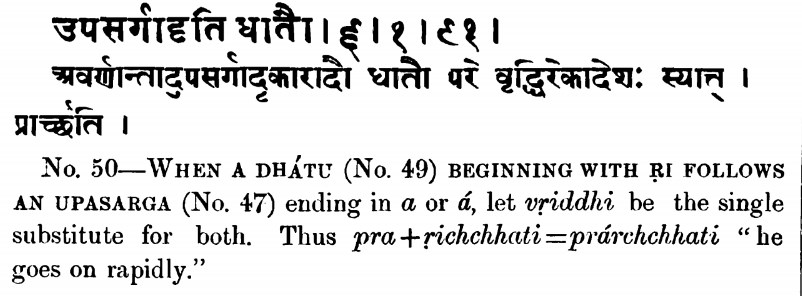 उपसर्गादृति धातौ । ६ । १ । ९१ ।
अवर्णान्तादुपसर्गादृकारादौ धातौ परे वृद्धिरेकादेशः स्यात् ।
प्रार्च्छति ।
No. 50—WHEN A DHÁTU (No. 49) BEGINNING WITH ṚI FOLLOWS
AN UPASARGA (No. 47) ending in a or á, let vṛiddhi be the single
substitute for both. Thus pra+ṛichchhati=prárchchhati “he
goes on rapidly.”